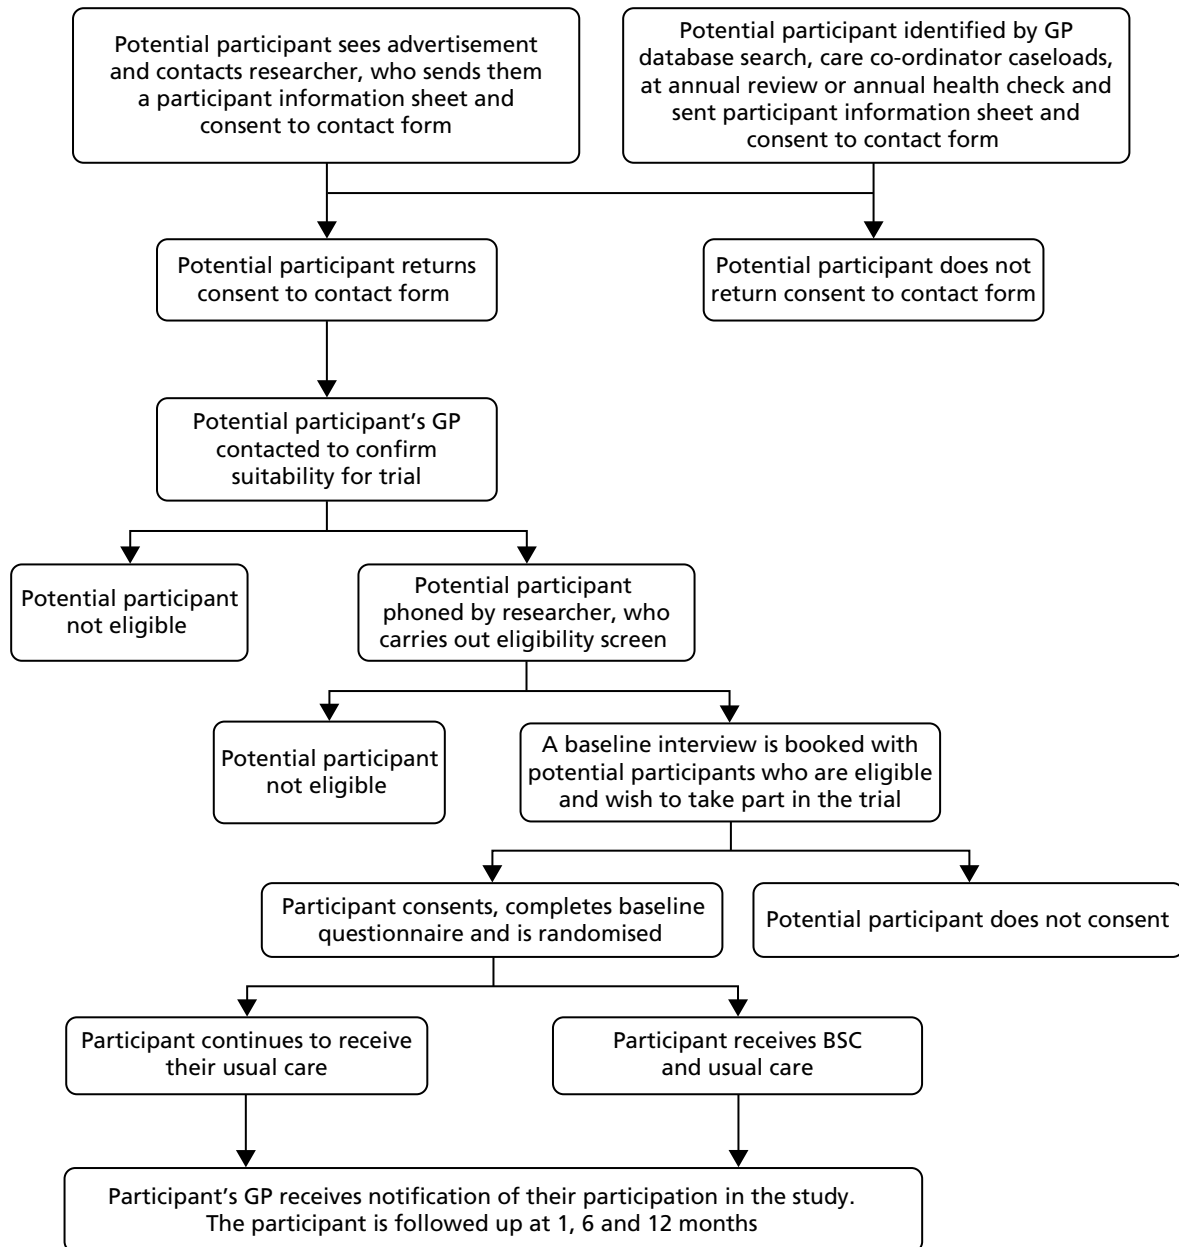 Potential participant sees advertisement
and contacts researcher, who sends them
a participant information sheet and
consent to contact form
Potential participant identified by GP
database search, care co-ordinator caseloads,
at annual review or annual health check and
sent participant information sheet and
consent to contact form
Potential participant returns
consent to contact form
Potential participant does not
return consent to contact form
Potential participant's GP
contacted to confirm
suitability for trial
Potential participant
not eligible
Potential participant
phoned by researcher, who
carries out eligibility screen
Potential participant
not eligible
A baseline interview is booked with
potential participants who are eligible
and wish to take part in the trial
Participant consents, completes baseline
questionnaire and is randomised
Potential participant does not consent
Participant continues to receive
their usual care
Participant receives BSC
and usual care
Participant's GP receives notification of their participation in the study.
The participant is followed up at 1, 6 and 12 months